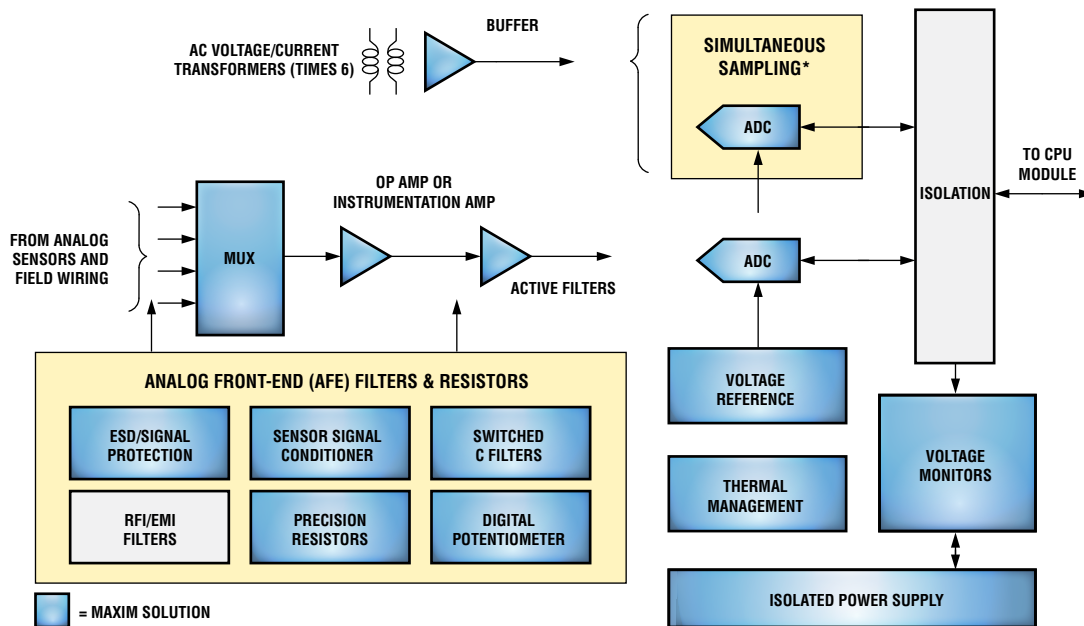 BUFFER
AC VOLTAGE/CURRENT
TRANSFORMERS (TIMES 6)
SIMULTANEOUS
SAMPLING*
ADC
ISOLATION
TO CPU
MODULE
OP AMP OR
INSTRUMENTATION AMP
FROM ANALOG
SENSORS AND
FIELD WIRING
MUX
ACTIVE FILTERS
ADC
ANALOG FRONT-END (AFE) FILTERS & RESISTORS
ESD/SIGNAL
PROTECTION
SENSOR SIGNAL
CONDITIONER
SWITCHED
C FILTERS
RFI/EMI
FILTERS
PRECISION
RESISTORS
DIGITAL
POTENTIOMETER
VOLTAGE
REFERENCE
THERMAL
MANAGEMENT
VOLTAGE
MONITORS
ISOLATED POWER SUPPLY
= MAXIM SOLUTION